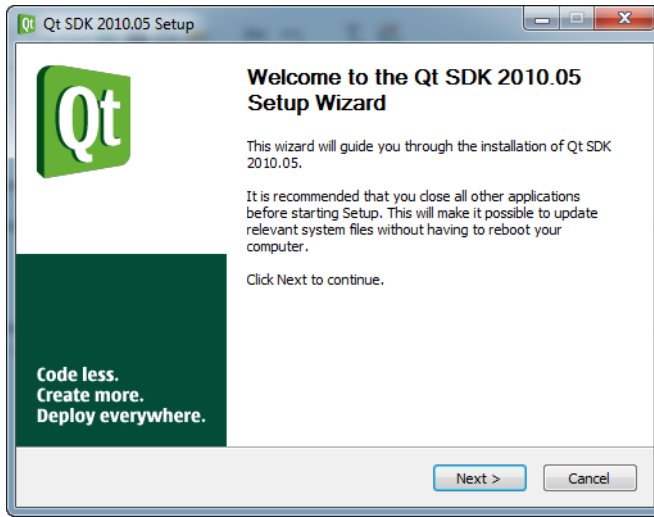 Qt SDK 2010.05 Setup
Qt
Welcome to the Qt SDK 2010.05
Setup Wizard
This wizard will guide you through the installation of Qt SDK
2010.05.
It is recommended that you close all other applications
before starting Setup. This will make it possible to update
relevant system files without having to reboot your
computer.
Click Next to continue.
Code less.
Create more.
Deploy everywhere.
Next >
Cancel